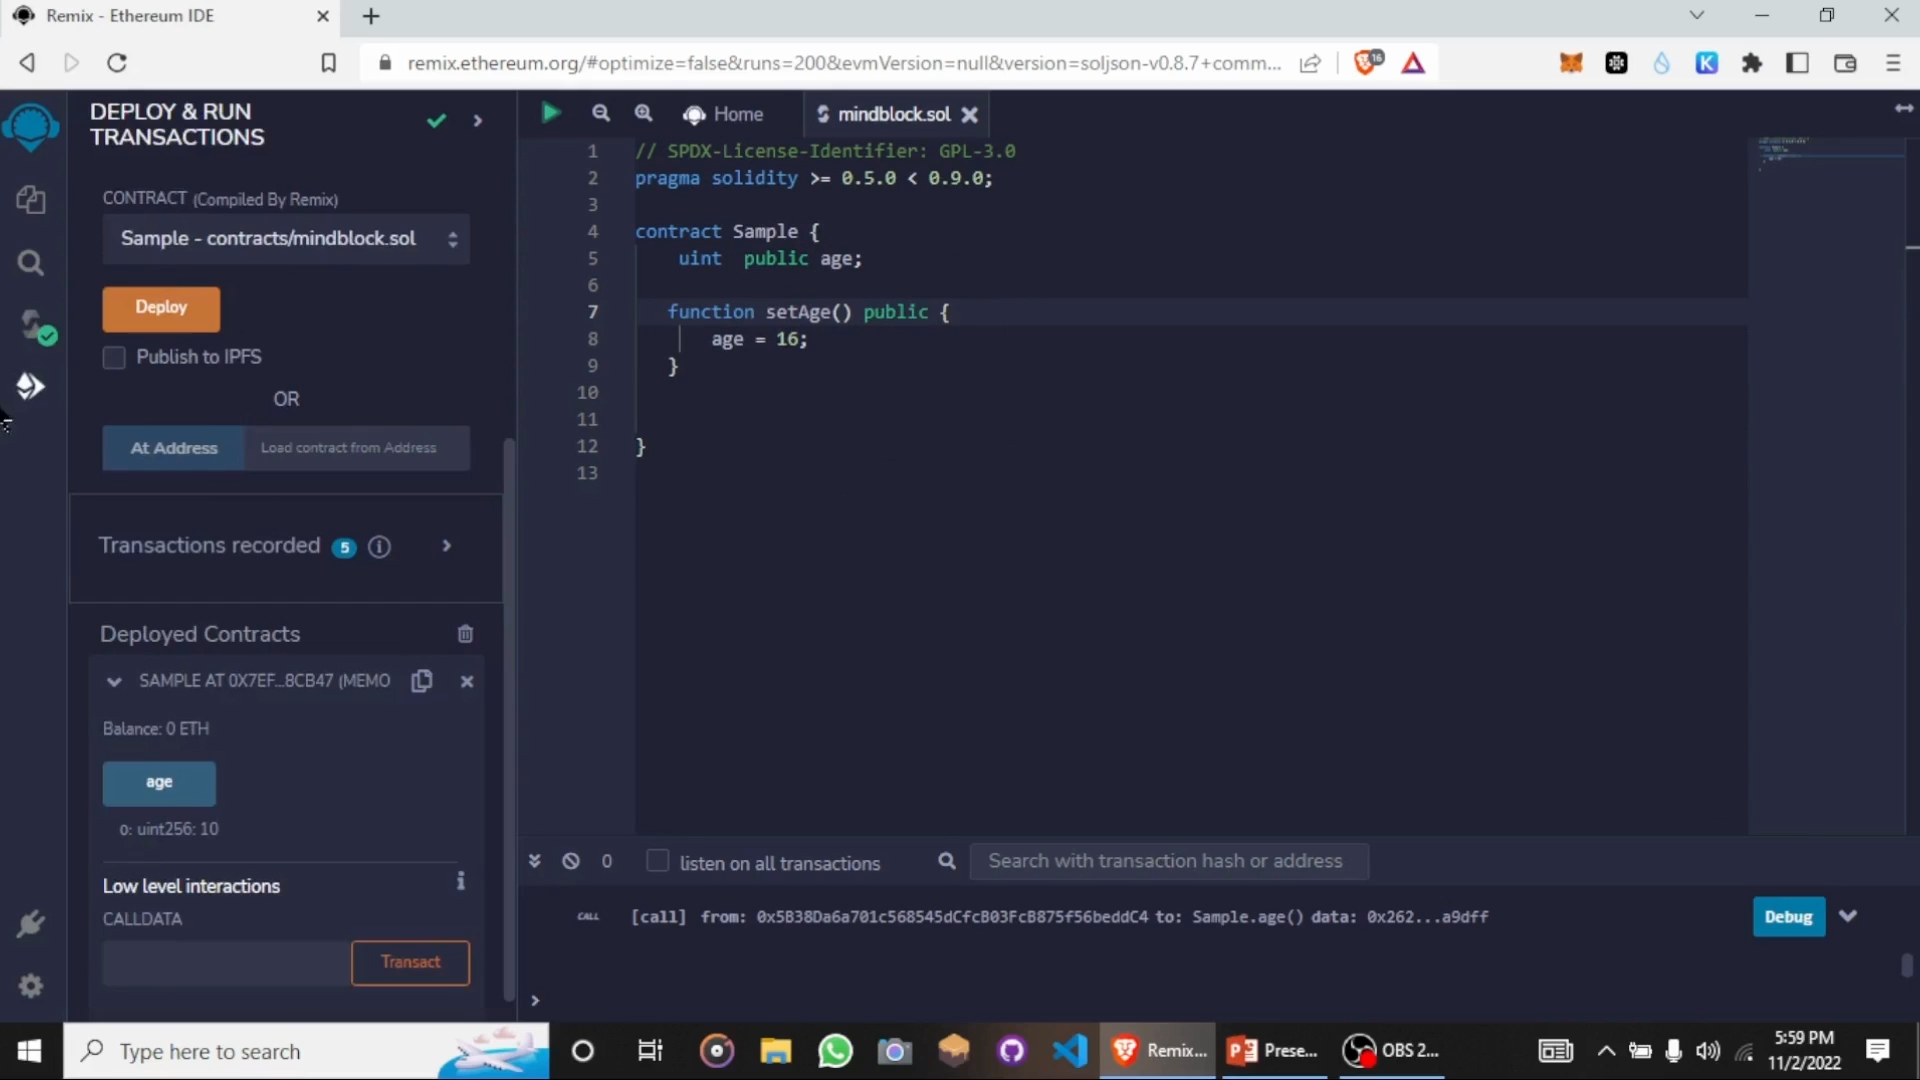 Remix - Ethereum IDE
remix.ethereum.org/#optimize=false&runs=200&evmVersion=null&version=soljson-v0.8.7+comm...
16
DEPLOY & RUN
TRANSACTIONS
CONTRACT (Compiled By Remix)
Sample - contracts/mindblock.sol
Deploy
Publish to IPFS
OR
At Address
Load contract from Address
Transactions recorded 5
Deployed Contracts
SAMPLE AT 0X7EF...8CB47 (MEMO
Balance: 0 ETH
age
0: uint256: 10
Low level interactions
CALLDATA
Transact
Home
mindblock.sol
1 // SPDX-License-Identifier: GPL-3.0
2 pragma solidity >= 0.5.0 < 0.9.0;
3
4 contract Sample {
5 uint public age;
6
7 function setAge() public {
8 age = 16;
9 }
10
11
12 }
13
0
listen on all transactions
Search with transaction hash or address
CALL [call] from: 0x5B38Da6a701c568545dCfcB03FcB875f56beddC4 to: Sample.age() data: 0x262...a9dff
Debug
Type here to search
Remix...
Prese...
OBS 2...
5:59 PM
11/2/2022